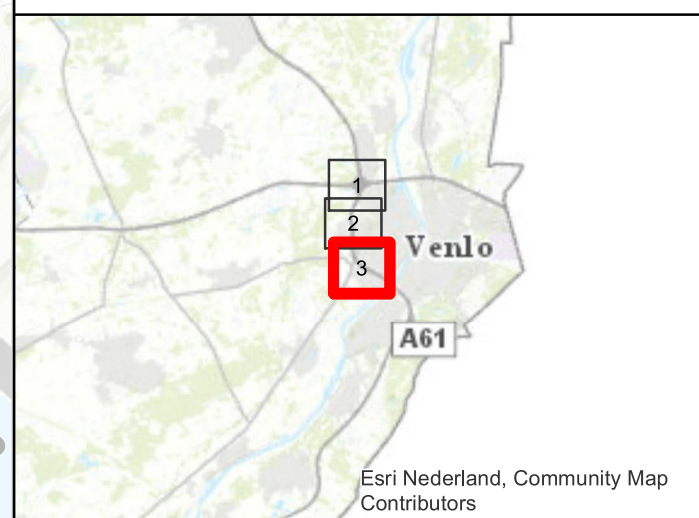 1
2
Venlo
3
A61
Esri Nederland, Community Map
Contributors